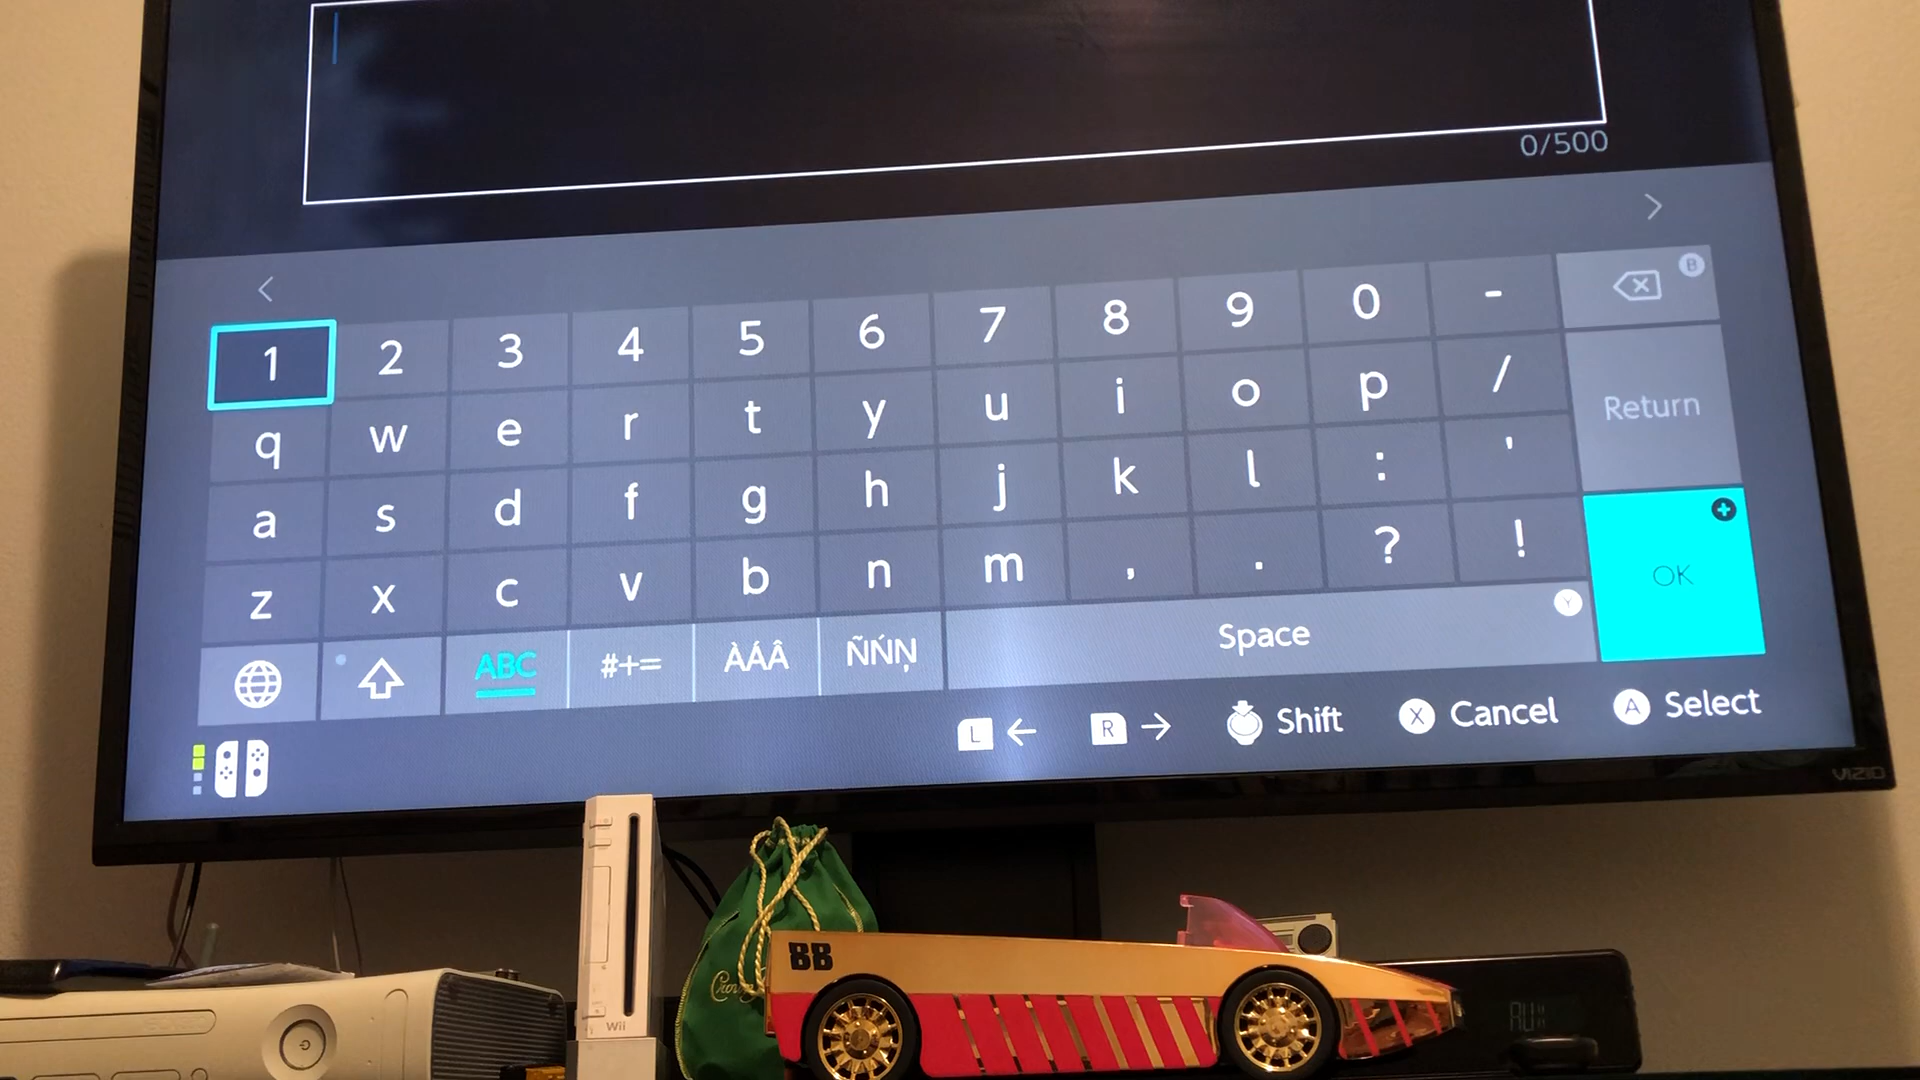 0/500
B
1 2 3 4 5 6 7 8 9 0 -
q w e r t y u i o p / Return
a s d f g h j k l : '
z x c v b n m , . ? ! OK
ABC #+= ÀÁÂ ÑŃŅ Space Y
L ← R → Shift X Cancel A Select
VIZIO
Wii
BB
AUX